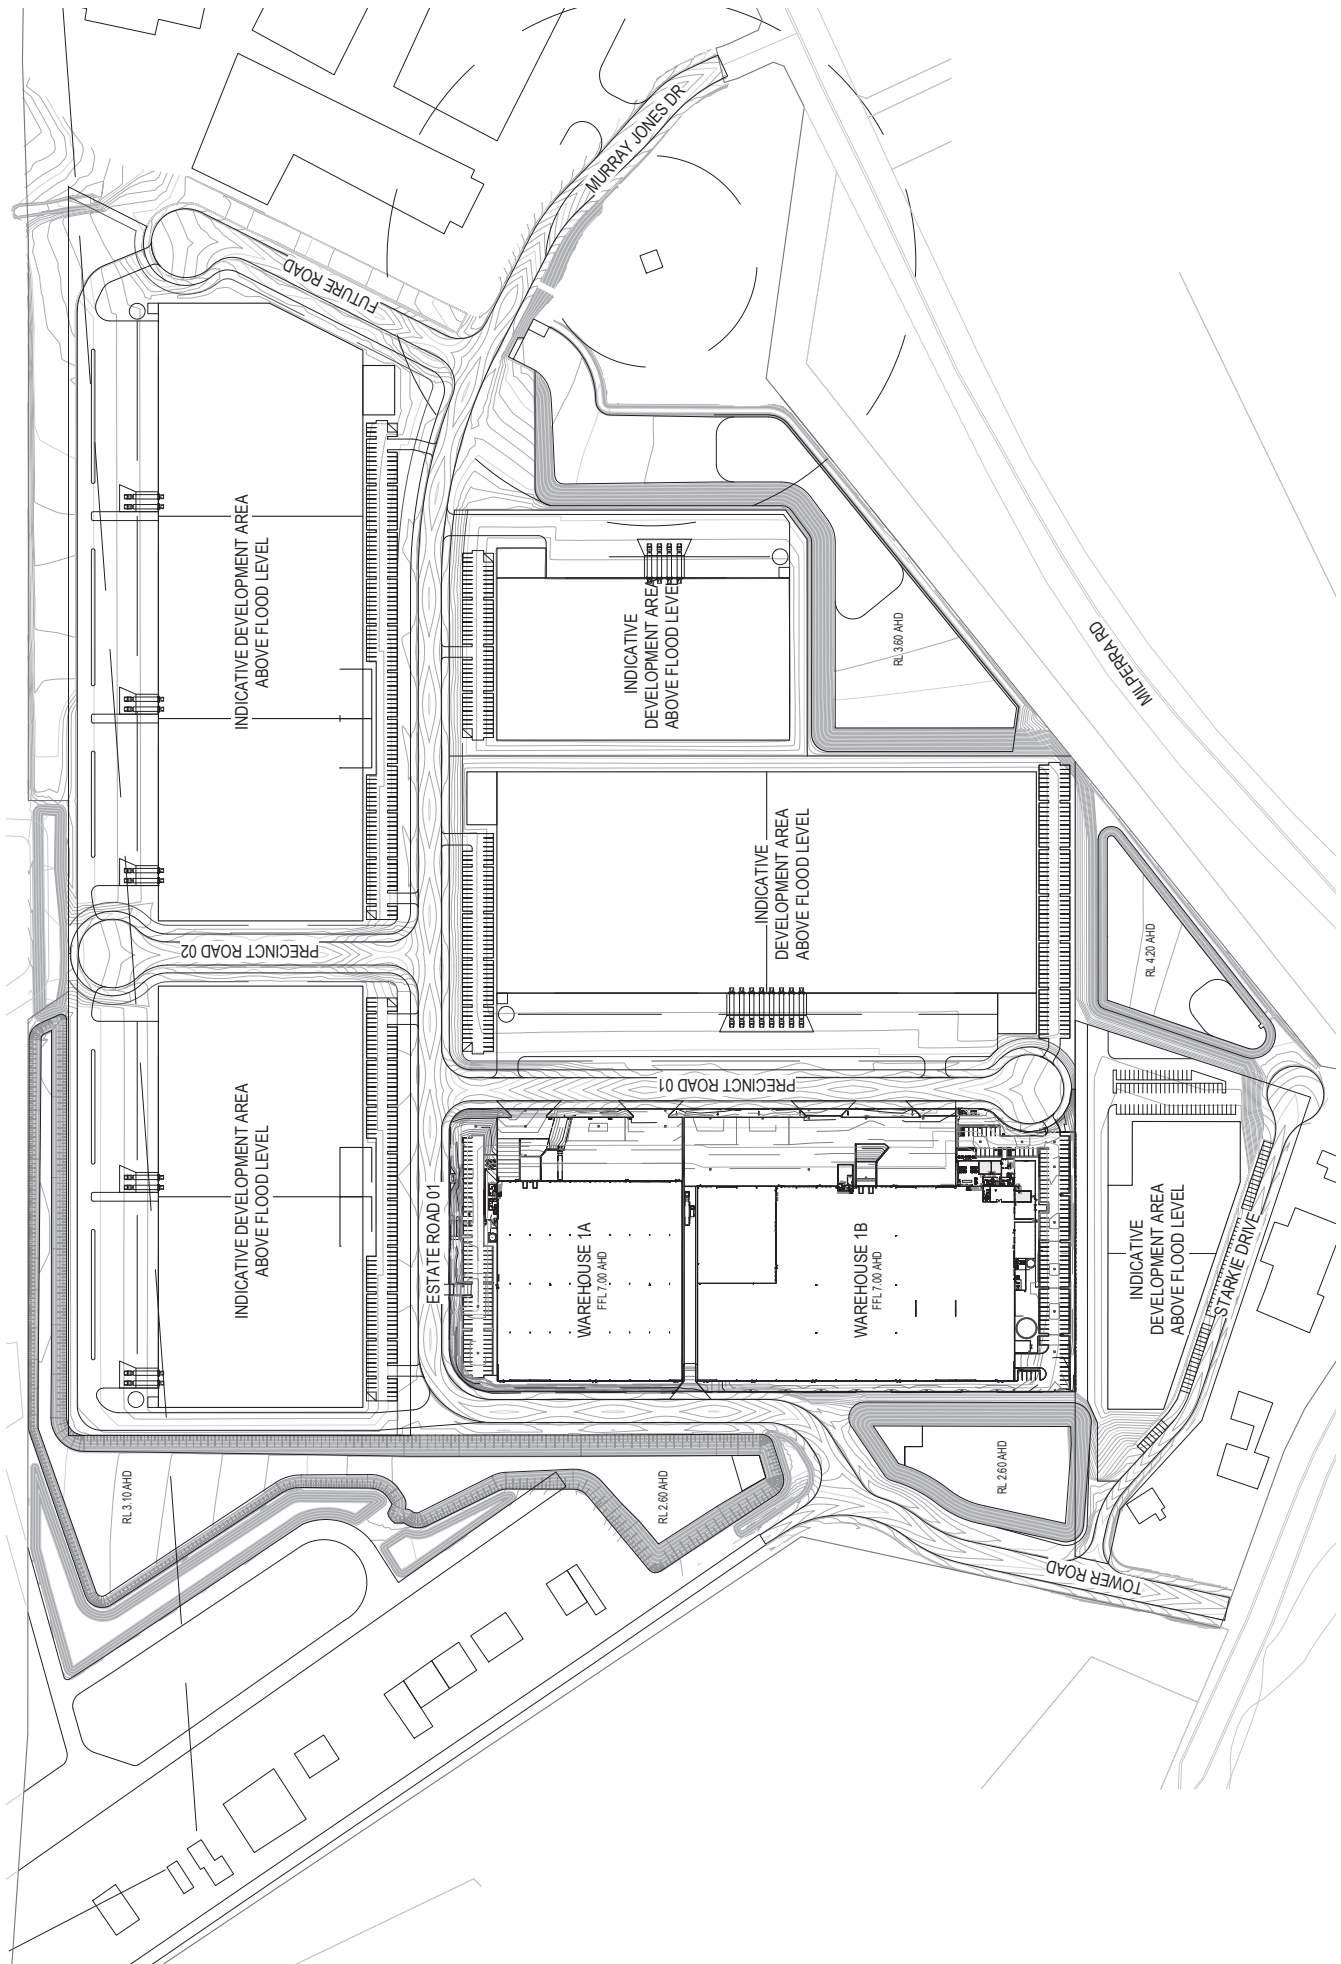 MURRAY JONES DR
FUTURE ROAD
INDICATIVE DEVELOPMENT AREA
ABOVE FLOOD LEVEL
INDICATIVE
DEVELOPMENT AREA
ABOVE FLOOD LEVEL
RL 3.60 AHD
MILPERRA RD
INDICATIVE
DEVELOPMENT AREA
ABOVE FLOOD LEVEL
PRECINCT ROAD 02
RL 4.20 AHD
PRECINCT ROAD 01
INDICATIVE DEVELOPMENT AREA
ABOVE FLOOD LEVEL
ESTATE ROAD 01
WAREHOUSE 1A
FFL 7.00 AHD
WAREHOUSE 1B
FFL 7.00 AHD
INDICATIVE
DEVELOPMENT AREA
ABOVE FLOOD LEVEL
STARKIE DRIVE
RL 3.10 AHD
RL 2.60 AHD
RL 2.60 AHD
TOWER ROAD